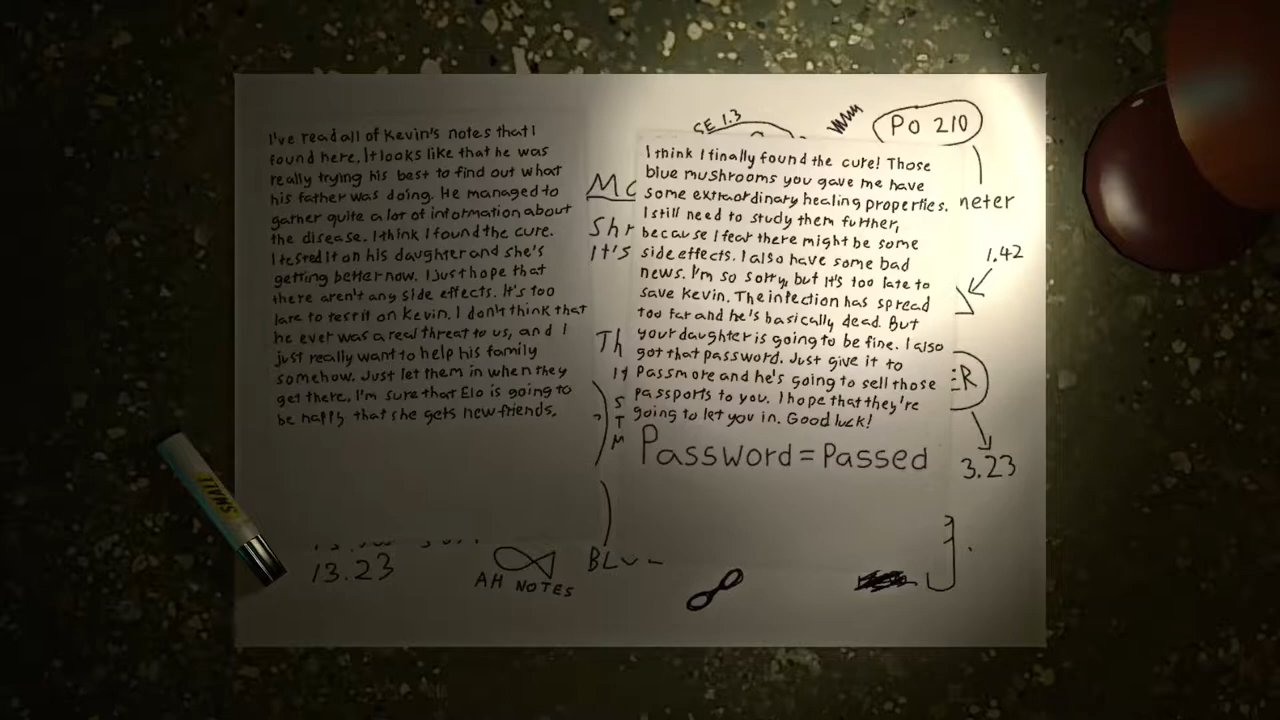 I've read all of Kevin's notes that I
found here. It looks like that he was
really trying his best to find out what
his father was doing. He managed to
gather quite a lot of information about
the disease. I think I found the cure.
I tested it on his daughter and she's
getting better now. I just hope that
there aren't any side effects. It's too
late to test it on Kevin. I don't think that
he ever was a real threat to us, and I
just really want to help his family
somehow. Just let them in when they
get there. I'm sure that Elo is going to
be happy that she gets new friends.
SE 1.3
PO 210
I think I finally found the cure! Those
blue mushrooms you gave me have
some extraordinary healing properties.
I still need to study them further,
because I fear there might be some
side effects. I also have some bad
news. I'm so sorry, but it's too late to
save Kevin. The infection has spread
too far and he's basically dead. But
your daughter is going to be fine. I also
got that password. Just give it to
Passmore and he's going to sell those
passports to you. I hope that they're
going to let you in. Good luck!
Password=Passed
neter
1.42
ER
3.23
Shr
It's
Th
It
S
T
M
13.23
AH NOTES
SMALL